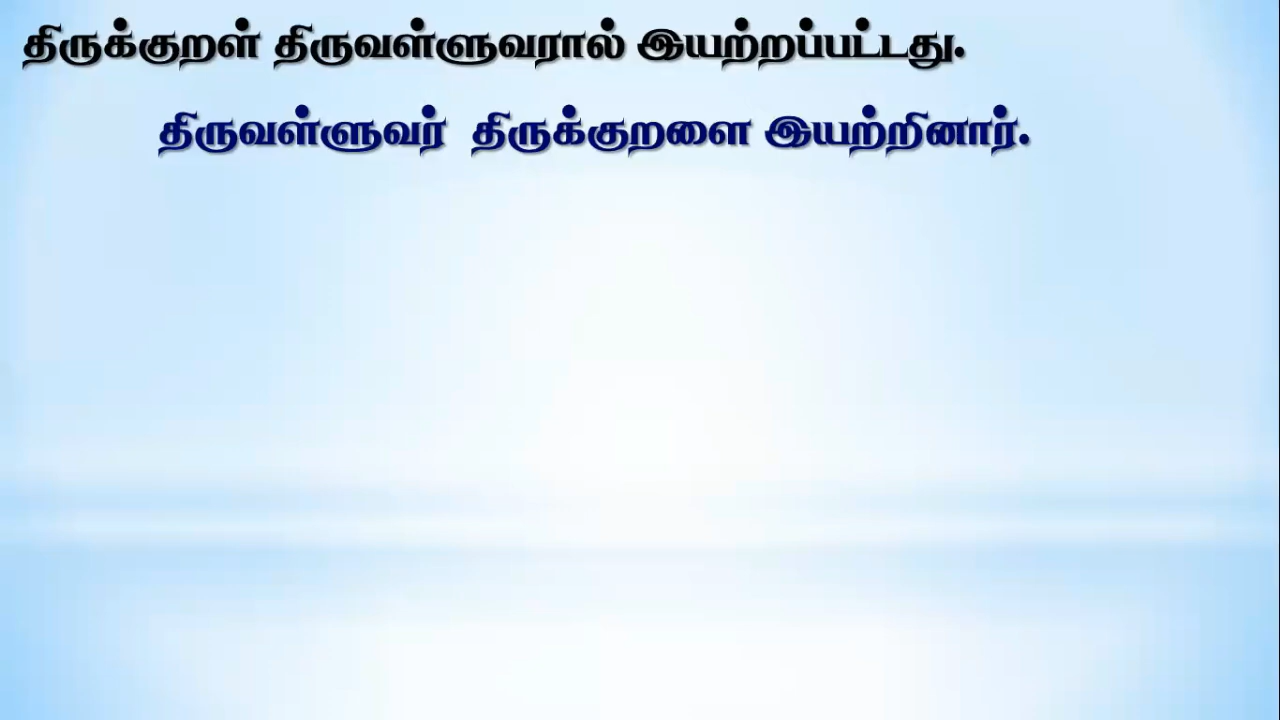 திருக்குறள் திருவள்ளுவரால் இயற்றப்பட்டது.
திருவள்ளுவர் திருக்குறளை இயற்றினார்.